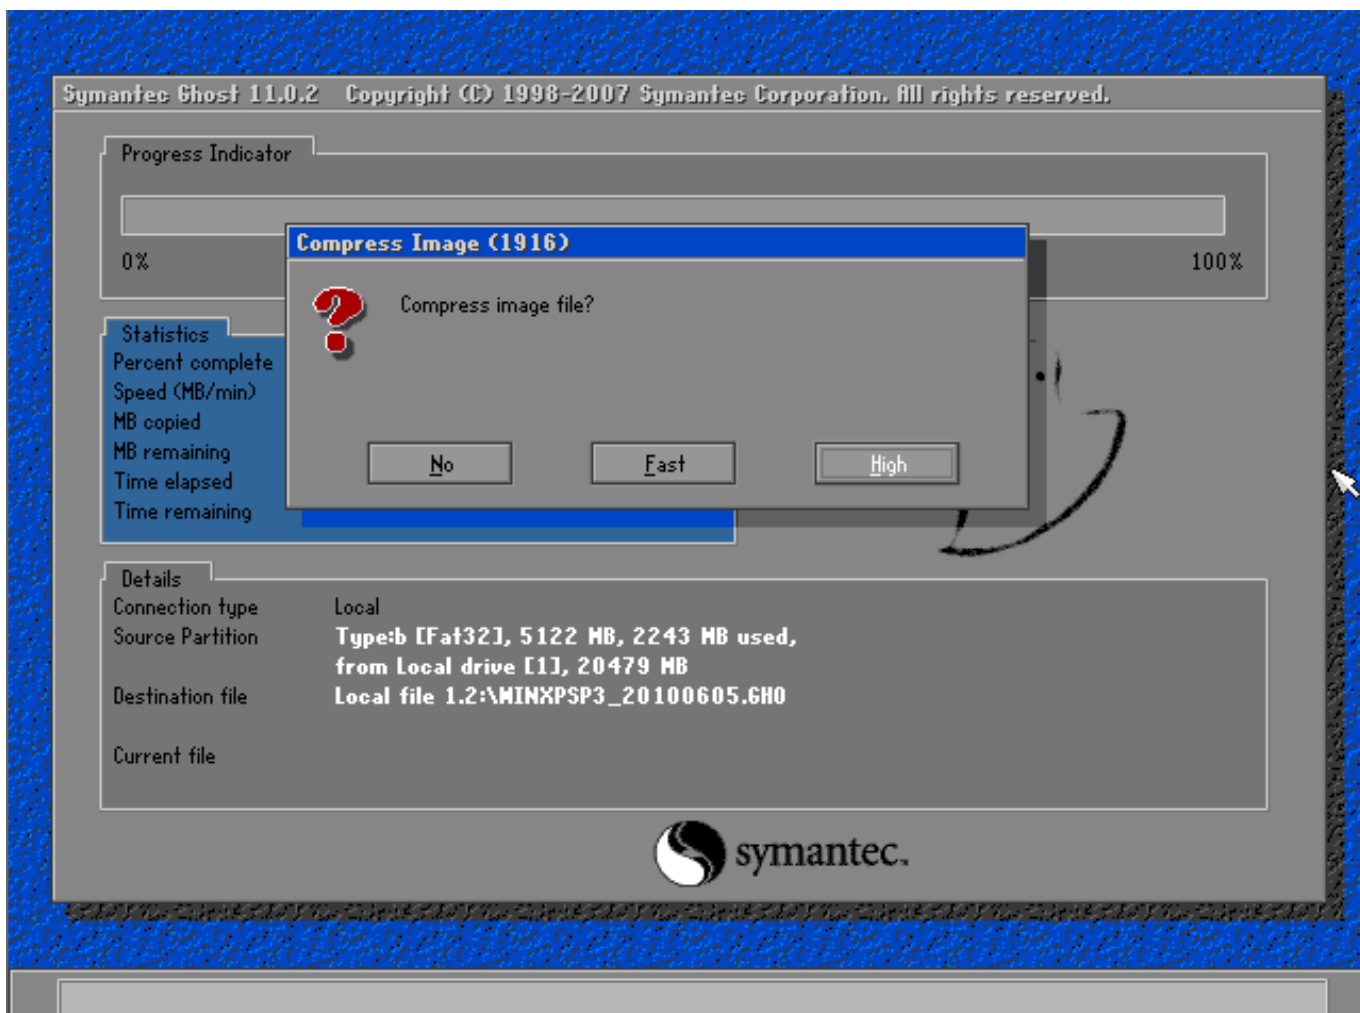 Symantec Ghost 11.0.2 Copyright (C) 1998-2007 Symantec Corporation. All rights reserved.
Progress Indicator
0%
100%
Compress Image (1916)
Compress image file?
No
Fast
High
Statistics
Percent complete
Speed (MB/min)
MB copied
MB remaining
Time elapsed
Time remaining
Details
Connection type Local
Source Partition Type:b [Fat32], 5122 MB, 2243 MB used,
from Local drive [1], 20479 MB
Destination file Local file 1.2:\MINXPSP3_20100605.GHO
Current file
symantec.